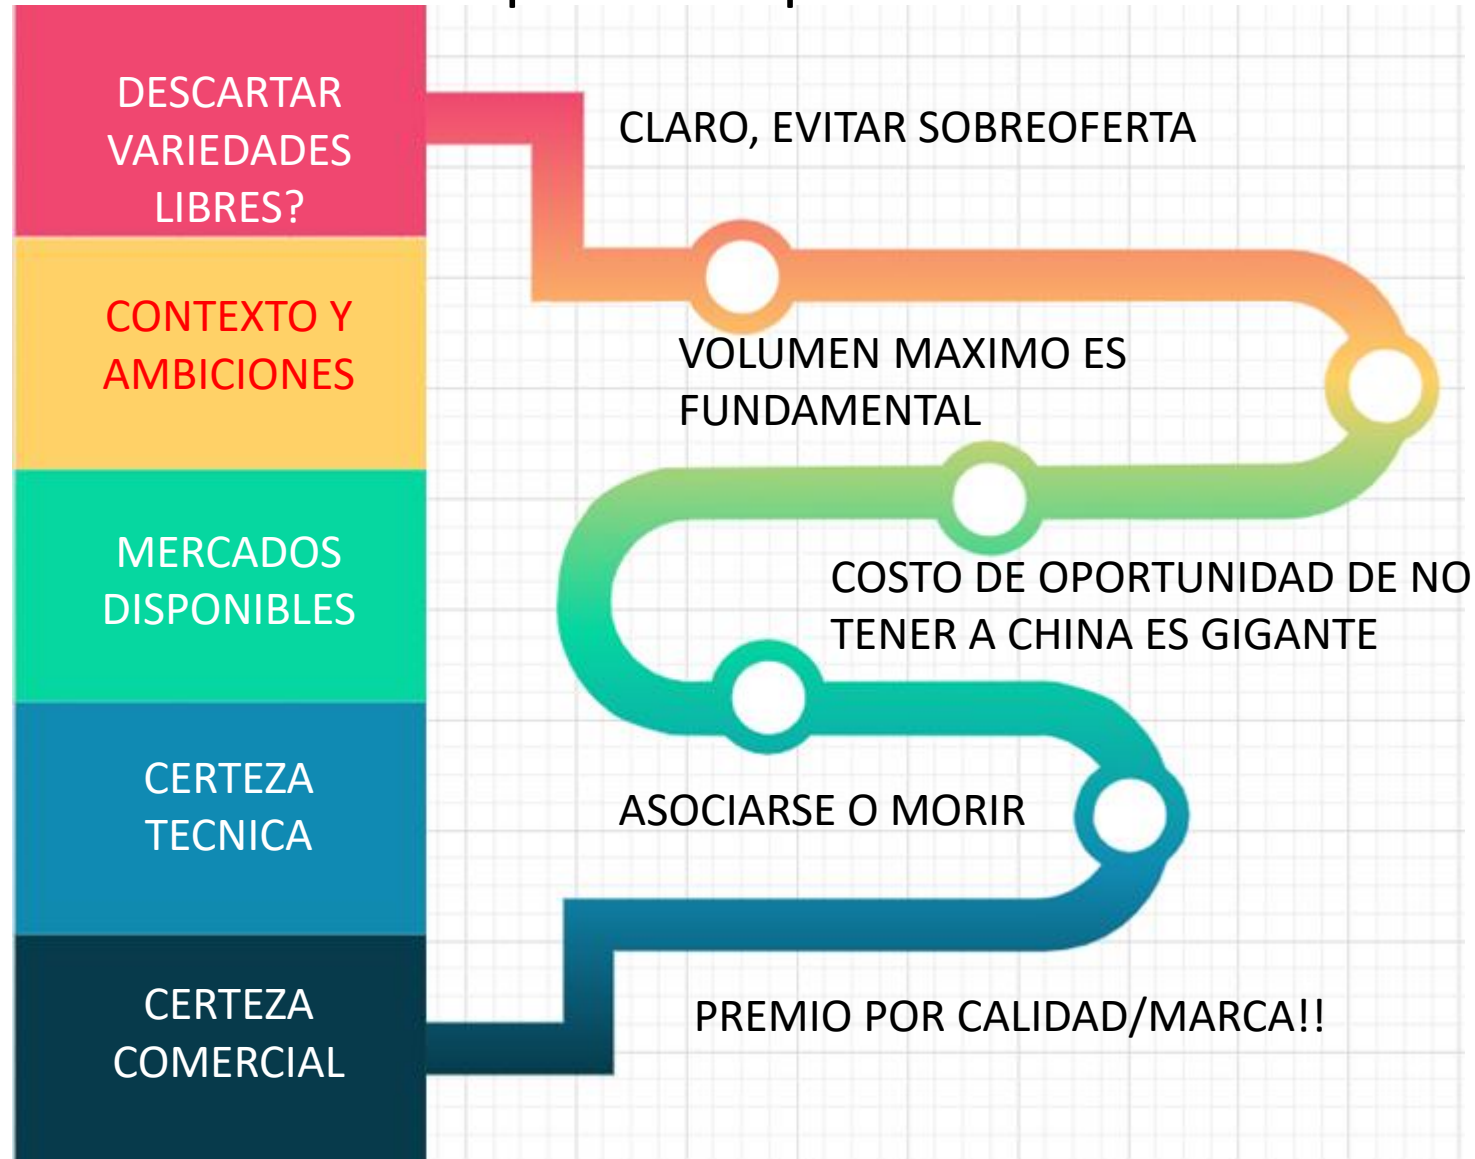 DESCARTAR
VARIEDADES
LIBRES?
CLARO, EVITAR SOBREOFERTA
CONTEXTO Y
AMBICIONES
VOLUMEN MAXIMO ES
FUNDAMENTAL
MERCADOS
DISPONIBLES
COSTO DE OPORTUNIDAD DE NO
TENER A CHINA ES GIGANTE
CERTEZA
TECNICA
ASOCIARSE O MORIR
CERTEZA
COMERCIAL
PREMIO POR CALIDAD/MARCA!!